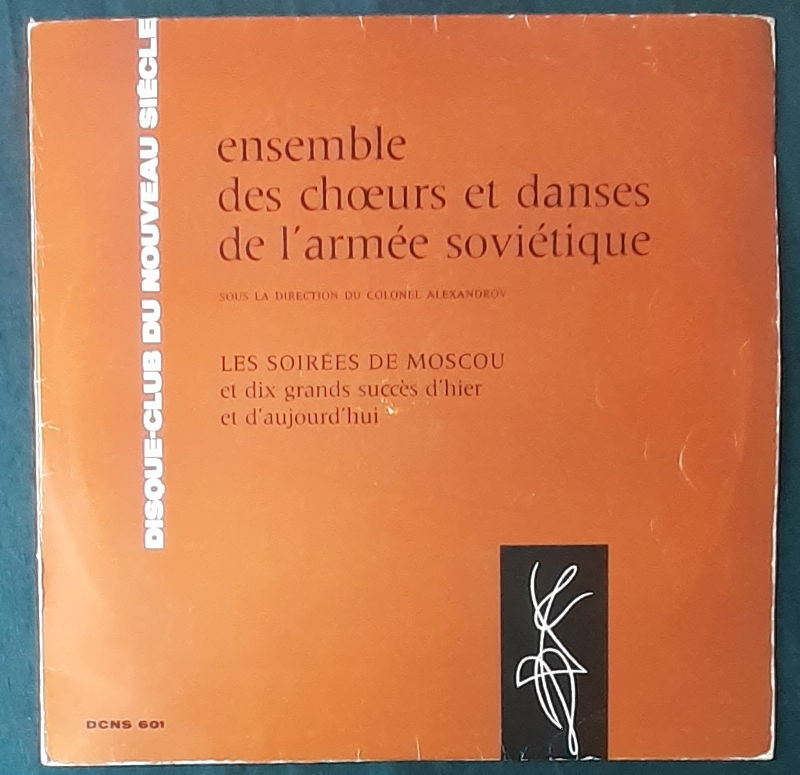 DISQUE-CLUB DU NOUVEAU SIÈCLE
ensemble
des chœurs et danses
de l'armée soviétique
SOUS LA DIRECTION DU COLONEL ALEXANDROV
LES SOIRÉES DE MOSCOU
et dix grands succès d'hier
et d'aujourd'hui
DCNS 601